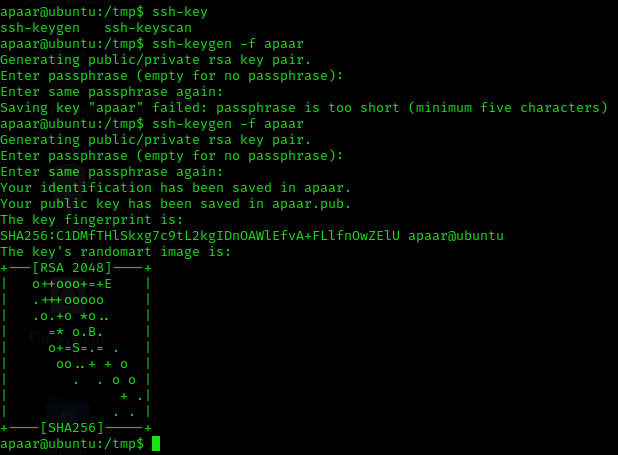 apaar@ubuntu:/tmp$ ssh-key
ssh-keygen   ssh-keyscan
apaar@ubuntu:/tmp$ ssh-keygen -f apaar
Generating public/private rsa key pair.
Enter passphrase (empty for no passphrase):
Enter same passphrase again:
Saving key "apaar" failed: passphrase is too short (minimum five characters)
apaar@ubuntu:/tmp$ ssh-keygen -f apaar
Generating public/private rsa key pair.
Enter passphrase (empty for no passphrase):
Enter same passphrase again:
Your identification has been saved in apaar.
Your public key has been saved in apaar.pub.
The key fingerprint is:
SHA256:C1DMfTHlSkxg7c9tL2kgIDnOAWlEfvA+FLlfnOwZElU apaar@ubuntu
The key's randomart image is:
+---[RSA 2048]----+
|   o++ooo+=+E    |
|   .+++ooooo     |
|   .o.+o *o..    |
|     =* o.B.     |
|     o+=S=.= .   |
|      oo..+ + o  |
|        .  . o o |
|              + .|
|             . . |
+----[SHA256]-----+
apaar@ubuntu:/tmp$